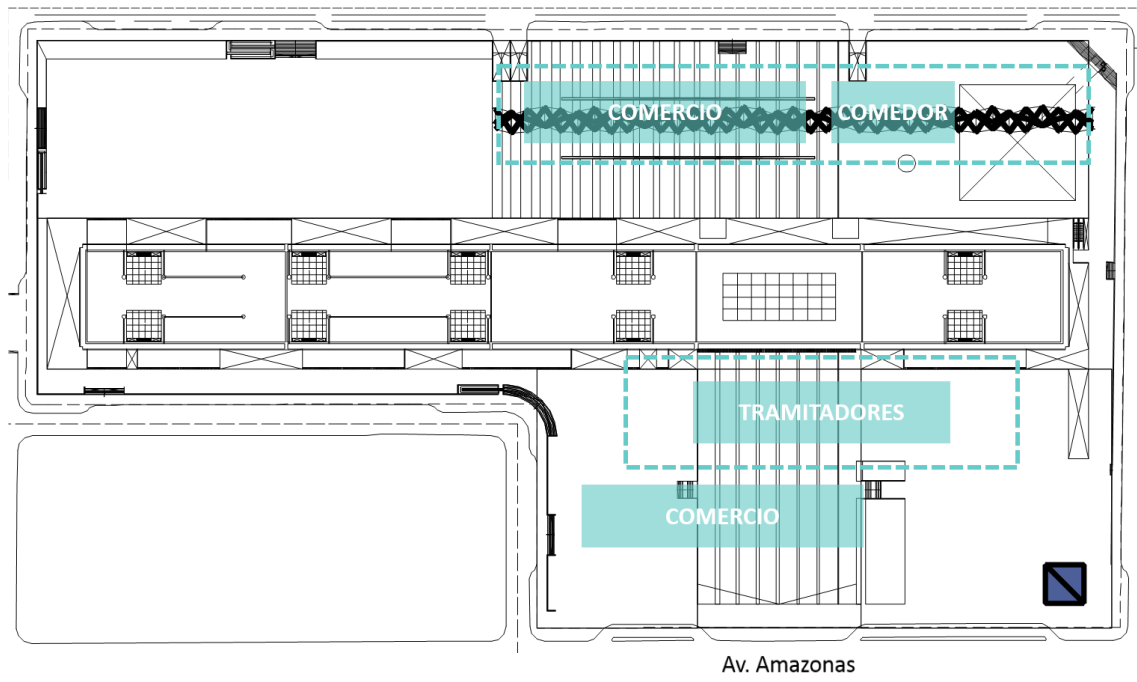 COMERCIO
COMEDOR
TRAMITADORES
COMERCIO
Av. Amazonas